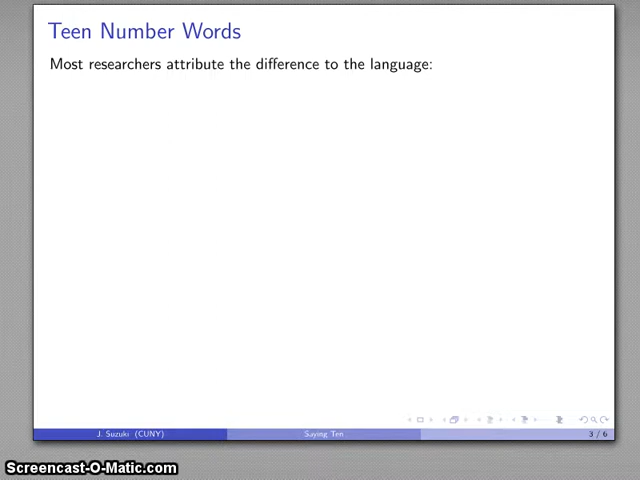 Teen Number Words
Most researchers attribute the difference to the language:
J. Suzuki (CUNY)
Saying Ten
3 / 6
Screencast-O-Matic.com